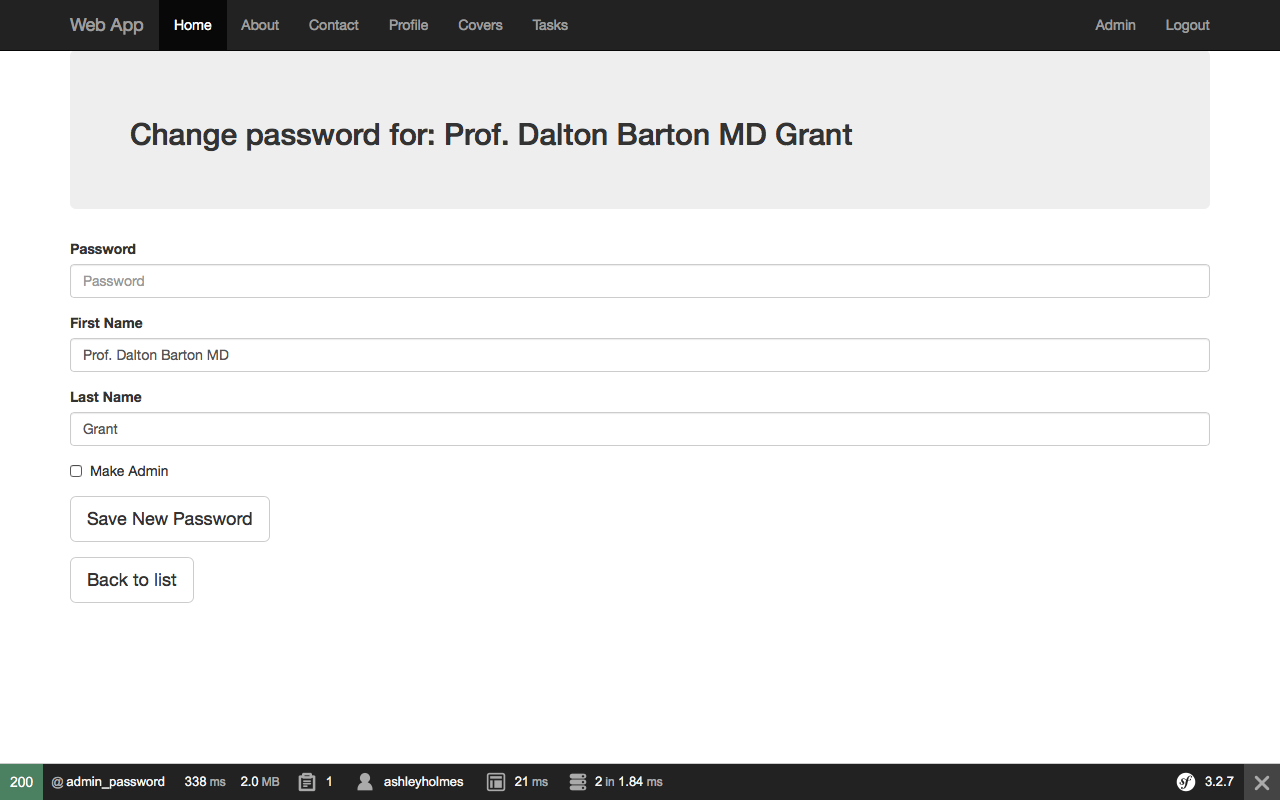 Web App Home About Contact Profile Covers Tasks Admin Logout
Change password for: Prof. Dalton Barton MD Grant
Password
Password
First Name
Prof. Dalton Barton MD
Last Name
Grant
Make Admin
Save New Password
Back to list
200 @ admin_password 338 ms 2.0 MB 1 ashleyholmes 21 ms 2 in 1.84 ms sf 3.2.7